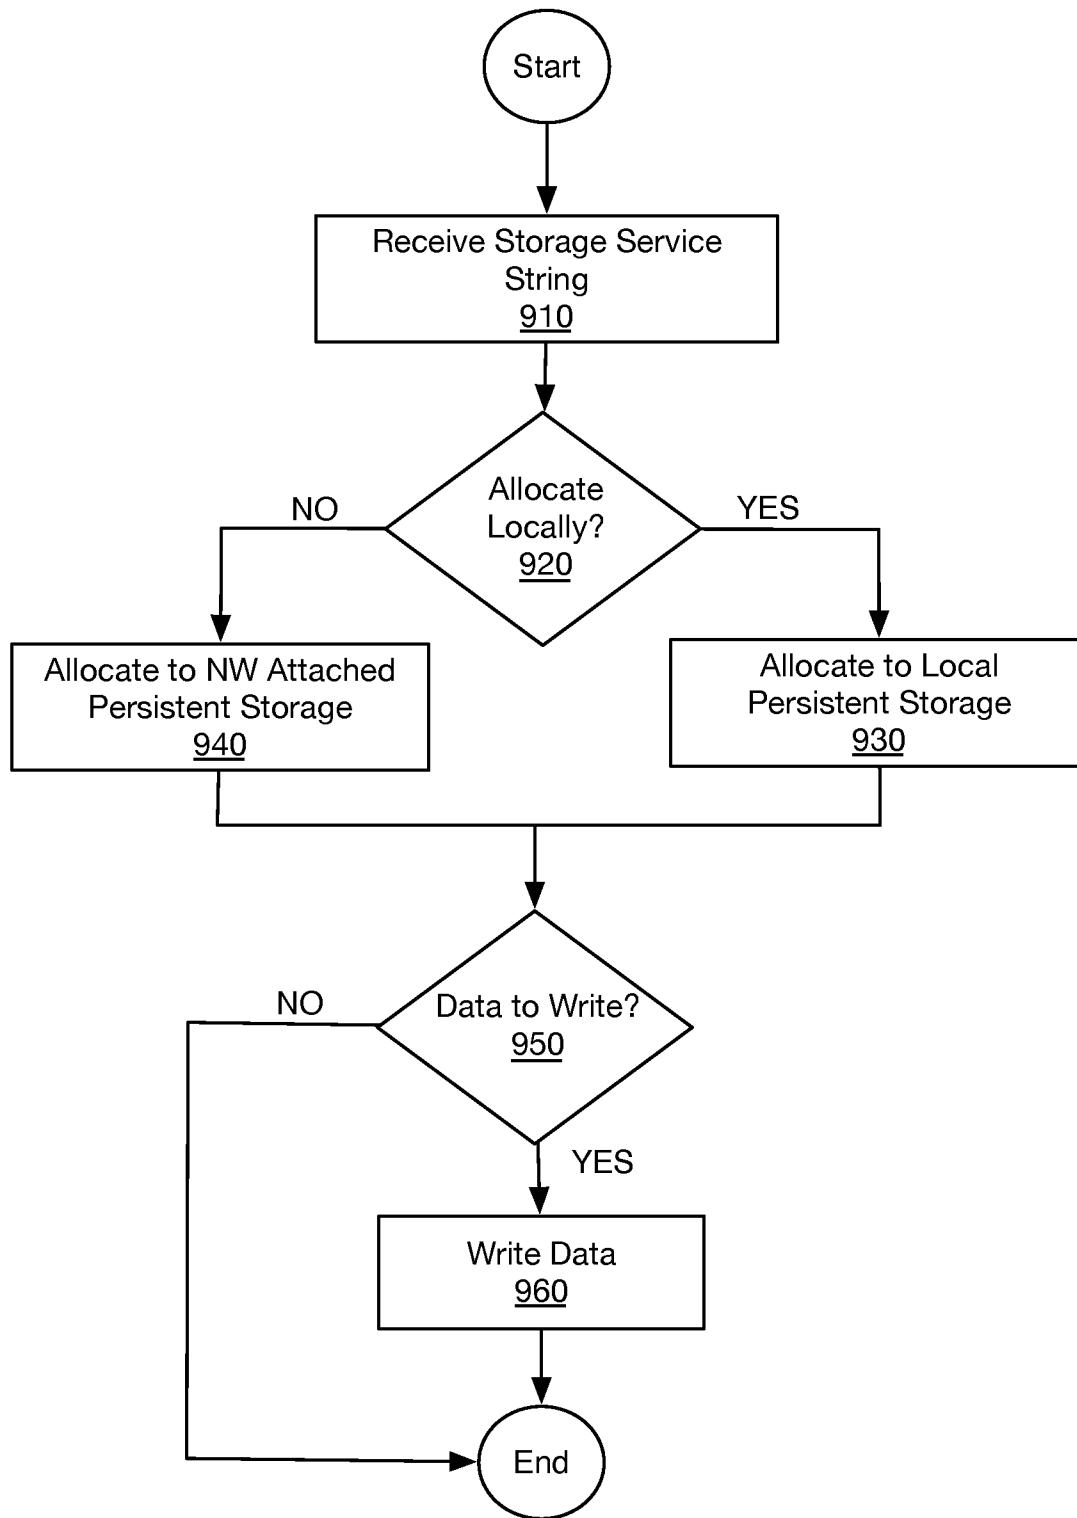 Start
Receive Storage Service
String
910
Allocate
Locally?
920
NO
YES
Allocate to NW Attached
Persistent Storage
940
Allocate to Local
Persistent Storage
930
Data to Write?
950
NO
YES
Write Data
960
End